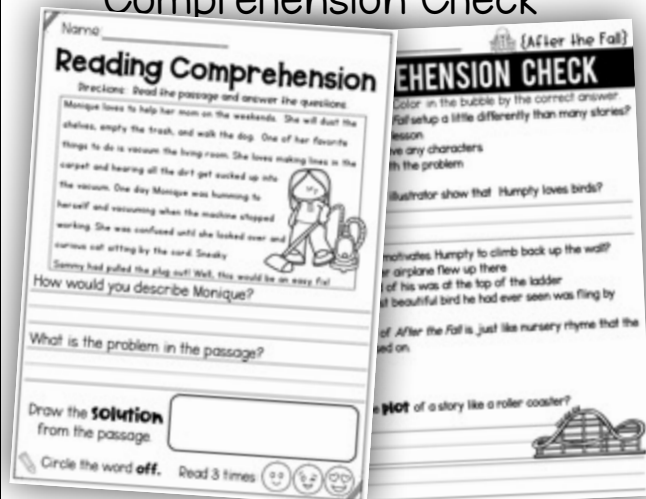 Comprehension Check
Name:
Reading Comprehension
Directions: Read the passage and answer the questions.
Monique loves to help her mom on the weekends. She will dust the
shelves, empty the trash, and walk the dog. One of her favorite
things to do is vacuum the living room. She loves making lines in the
carpet and hearing all the dirt get sucked up into
the vacuum. One day Monique was humming to
herself and vacuuming when the machine stopped
working. She was confused until she looked over and
curious cat sitting by the cord. Sneaky
Sammy had pulled the plug out! Well, this would be an easy fix!
How would you describe Monique?
What is the problem in the passage?
Draw the solution
from the passage.
Circle the word off.
Read 3 times
{After the Fall}
EHENSION CHECK
Color in the bubble by the correct answer.
Fall setup a little differently than many stories?
lesson
ve any characters
th the problem
illustrator show that Humpty loves birds?
motivates Humpty to climb back up the wall?
r airplane flew up there
of his was at the top of the ladder
st beautiful bird he had ever seen was fling by
of After the Fall is just like nursery rhyme that the
sed on.
plot of a story like a roller coaster?